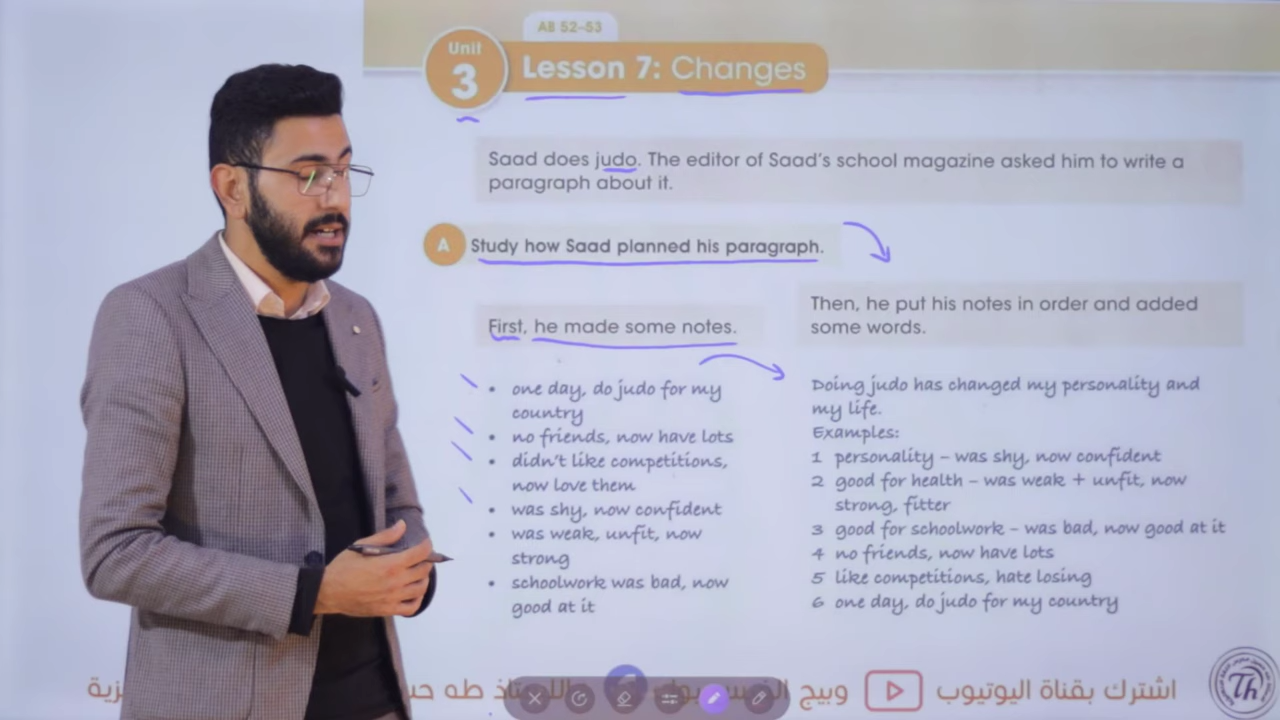 AB 52–53
Unit
3
Lesson 7: Changes
Saad does judo. The editor of Saad's school magazine asked him to write a
paragraph about it.
A Study how Saad planned his paragraph.
First, he made some notes.
• one day, do judo for my
country
• no friends, now have lots
• didn't like competitions,
now love them
• was shy, now confident
• was weak, unfit, now
strong
• schoolwork was bad, now
good at it
Then, he put his notes in order and added
some words.
Doing judo has changed my personality and
my life.
Examples:
1 personality – was shy, now confident
2 good for health – was weak + unfit, now
strong, fitter
3 good for schoolwork – was bad, now good at it
4 no friends, now have lots
5 like competitions, hate losing
6 one day, do judo for my country
اشترك بقناة اليوتيوب وبيج
Th